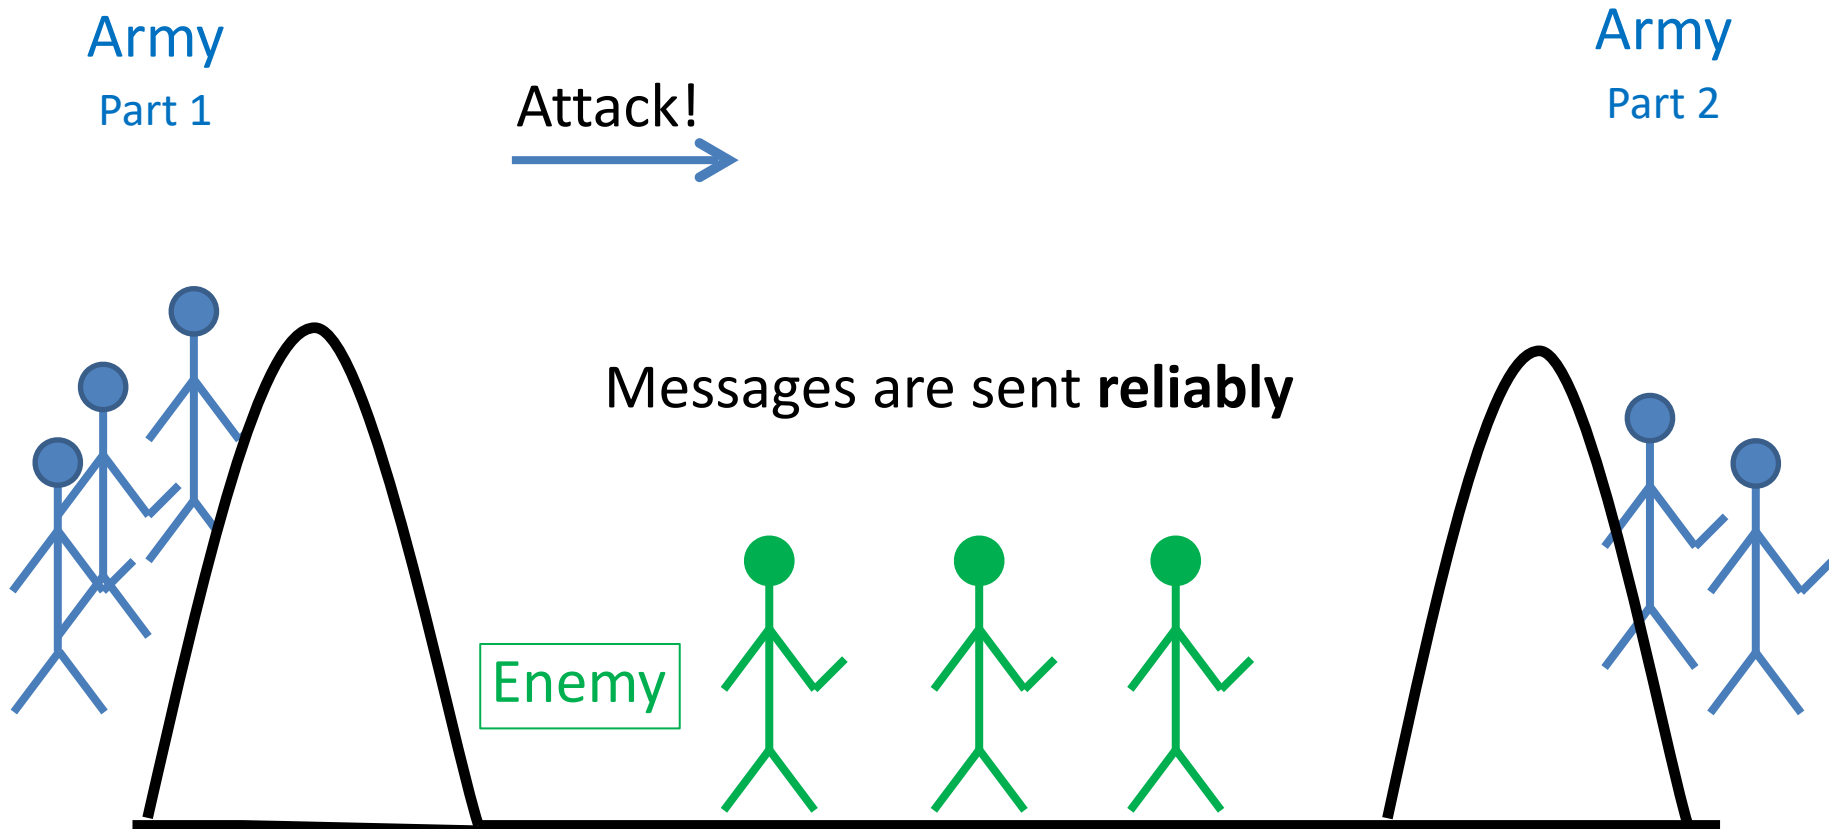 Army
Part 1
Attack!
Army
Part 2
Messages are sent reliably
Enemy